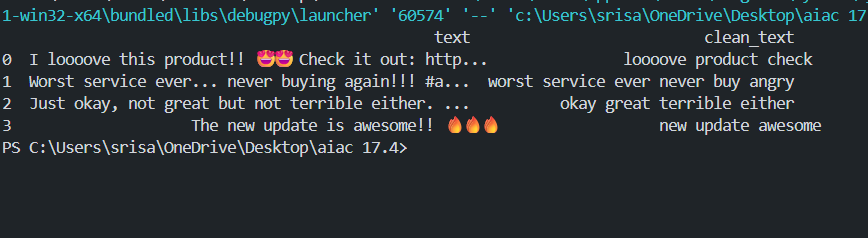 1-win32-x64\bundled\libs\debugpy\launcher' '60574' '--' 'c:\Users\srisa\OneDrive\Desktop\aiac 17.
text clean_text
0 I loooove this product!! 🤩🤩 Check it out: http... loooove product check
1 Worst service ever... never buying again!!! #a... worst service ever never buy angry
2 Just okay, not great but not terrible either. ... okay great terrible either
3 The new update is awesome!! 🔥🔥🔥 new update awesome
PS C:\Users\srisa\OneDrive\Desktop\aiac 17.4>